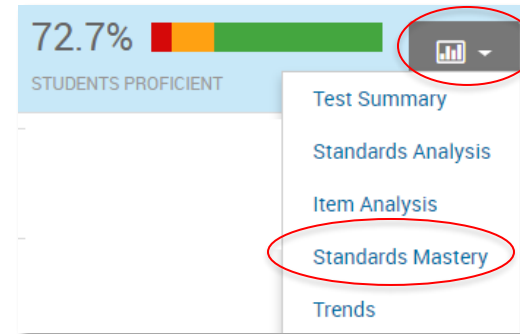 72.7%
STUDENTS PROFICIENT
Test Summary
Standards Analysis
Item Analysis
Standards Mastery
Trends